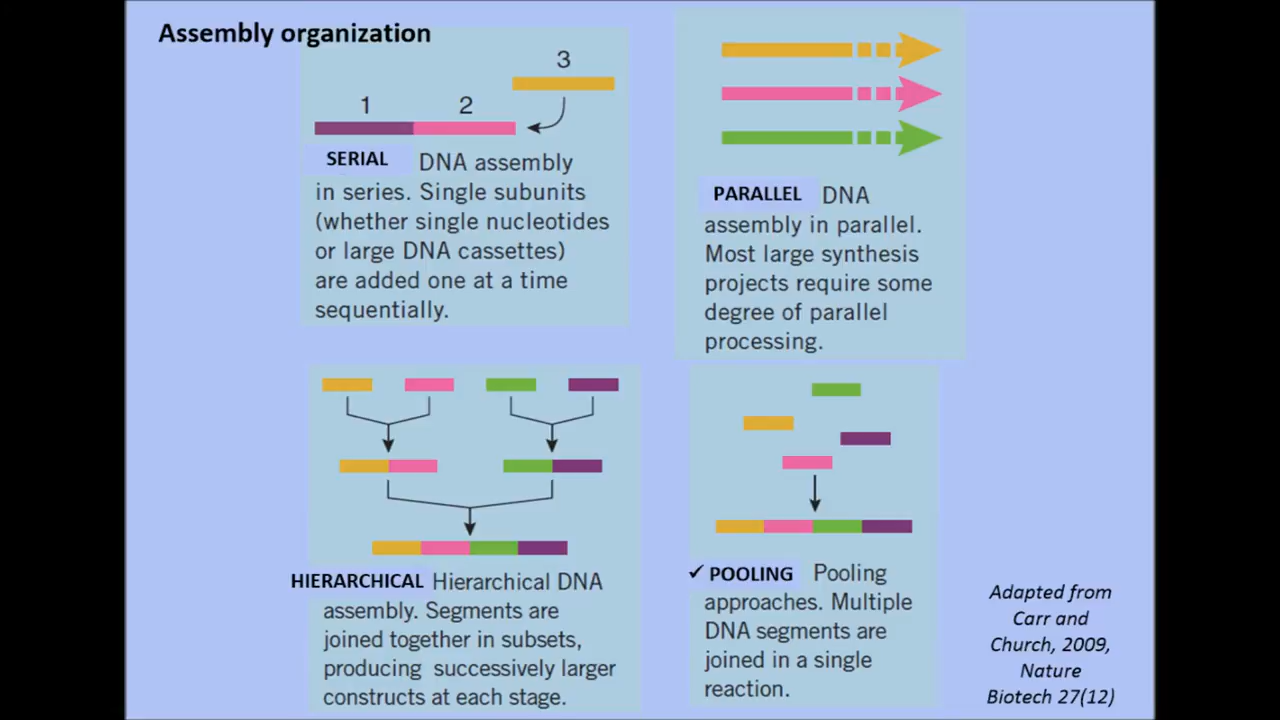 Assembly organization
3
1 2
SERIAL DNA assembly
in series. Single subunits
(whether single nucleotides
or large DNA cassettes)
are added one at a time
sequentially.
PARALLEL DNA
assembly in parallel.
Most large synthesis
projects require some
degree of parallel
processing.
HIERARCHICAL Hierarchical DNA
assembly. Segments are
joined together in subsets,
producing successively larger
constructs at each stage.
✓ POOLING Pooling
approaches. Multiple
DNA segments are
joined in a single
reaction.
Adapted from
Carr and
Church, 2009,
Nature
Biotech 27(12)